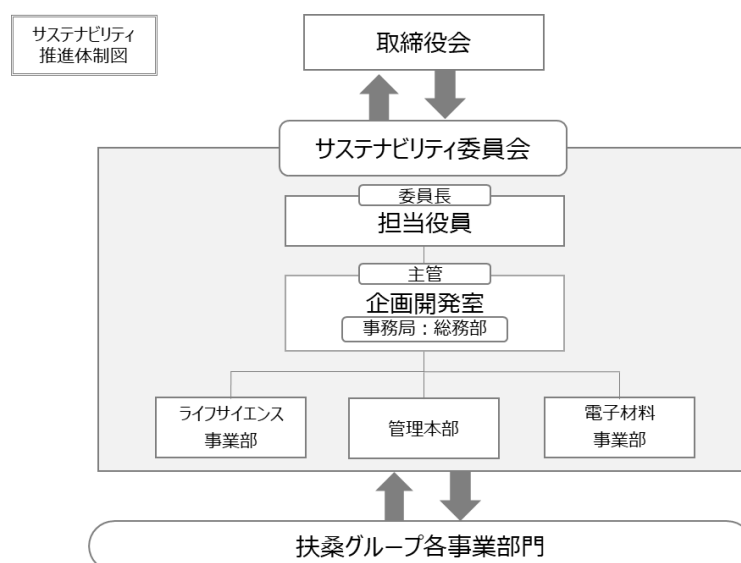 サステナビリティ
推進体制図
取締役会
サステナビリティ委員会
委員長
担当役員
主管
企画開発室
事務局：総務部
ライフサイエンス
事業部
管理本部
電子材料
事業部
扶桑グループ各事業部門